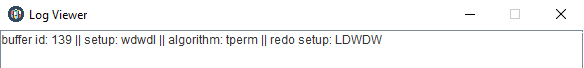 Log Viewer
buffer id: 139 || setup: wdwdl || algorithm: tperm || redo setup: LDWDW